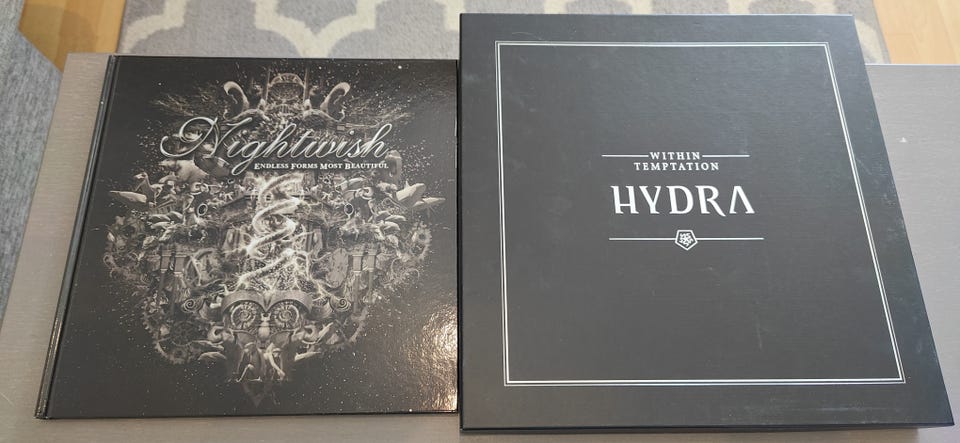 Nightwish
ENDLESS FORMS MOST BEAUTIFUL
WITHIN
TEMPTATION
HYDRA